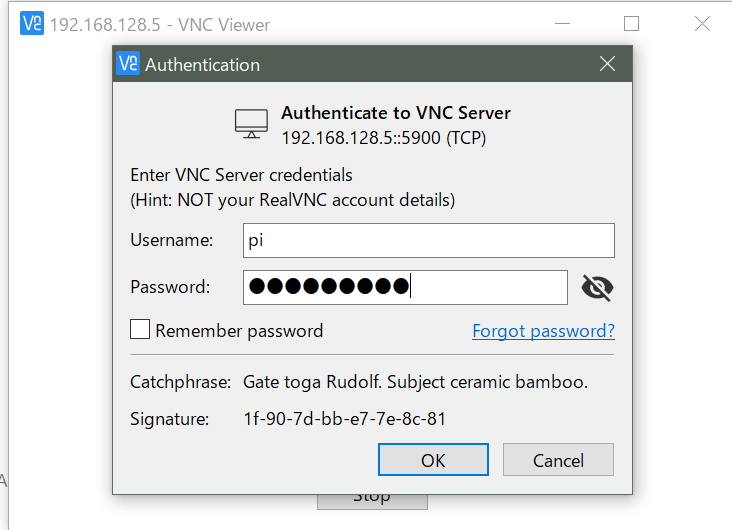 192.168.128.5 - VNC Viewer
Authentication
Authenticate to VNC Server
192.168.128.5::5900 (TCP)
Enter VNC Server credentials
(Hint: NOT your RealVNC account details)
Username: pi
Password: ●●●●●●●●●
Remember password Forgot password?
Catchphrase: Gate toga Rudolf. Subject ceramic bamboo.
Signature: 1f-90-7d-bb-e7-7e-8c-81
OK Cancel
A
Stop